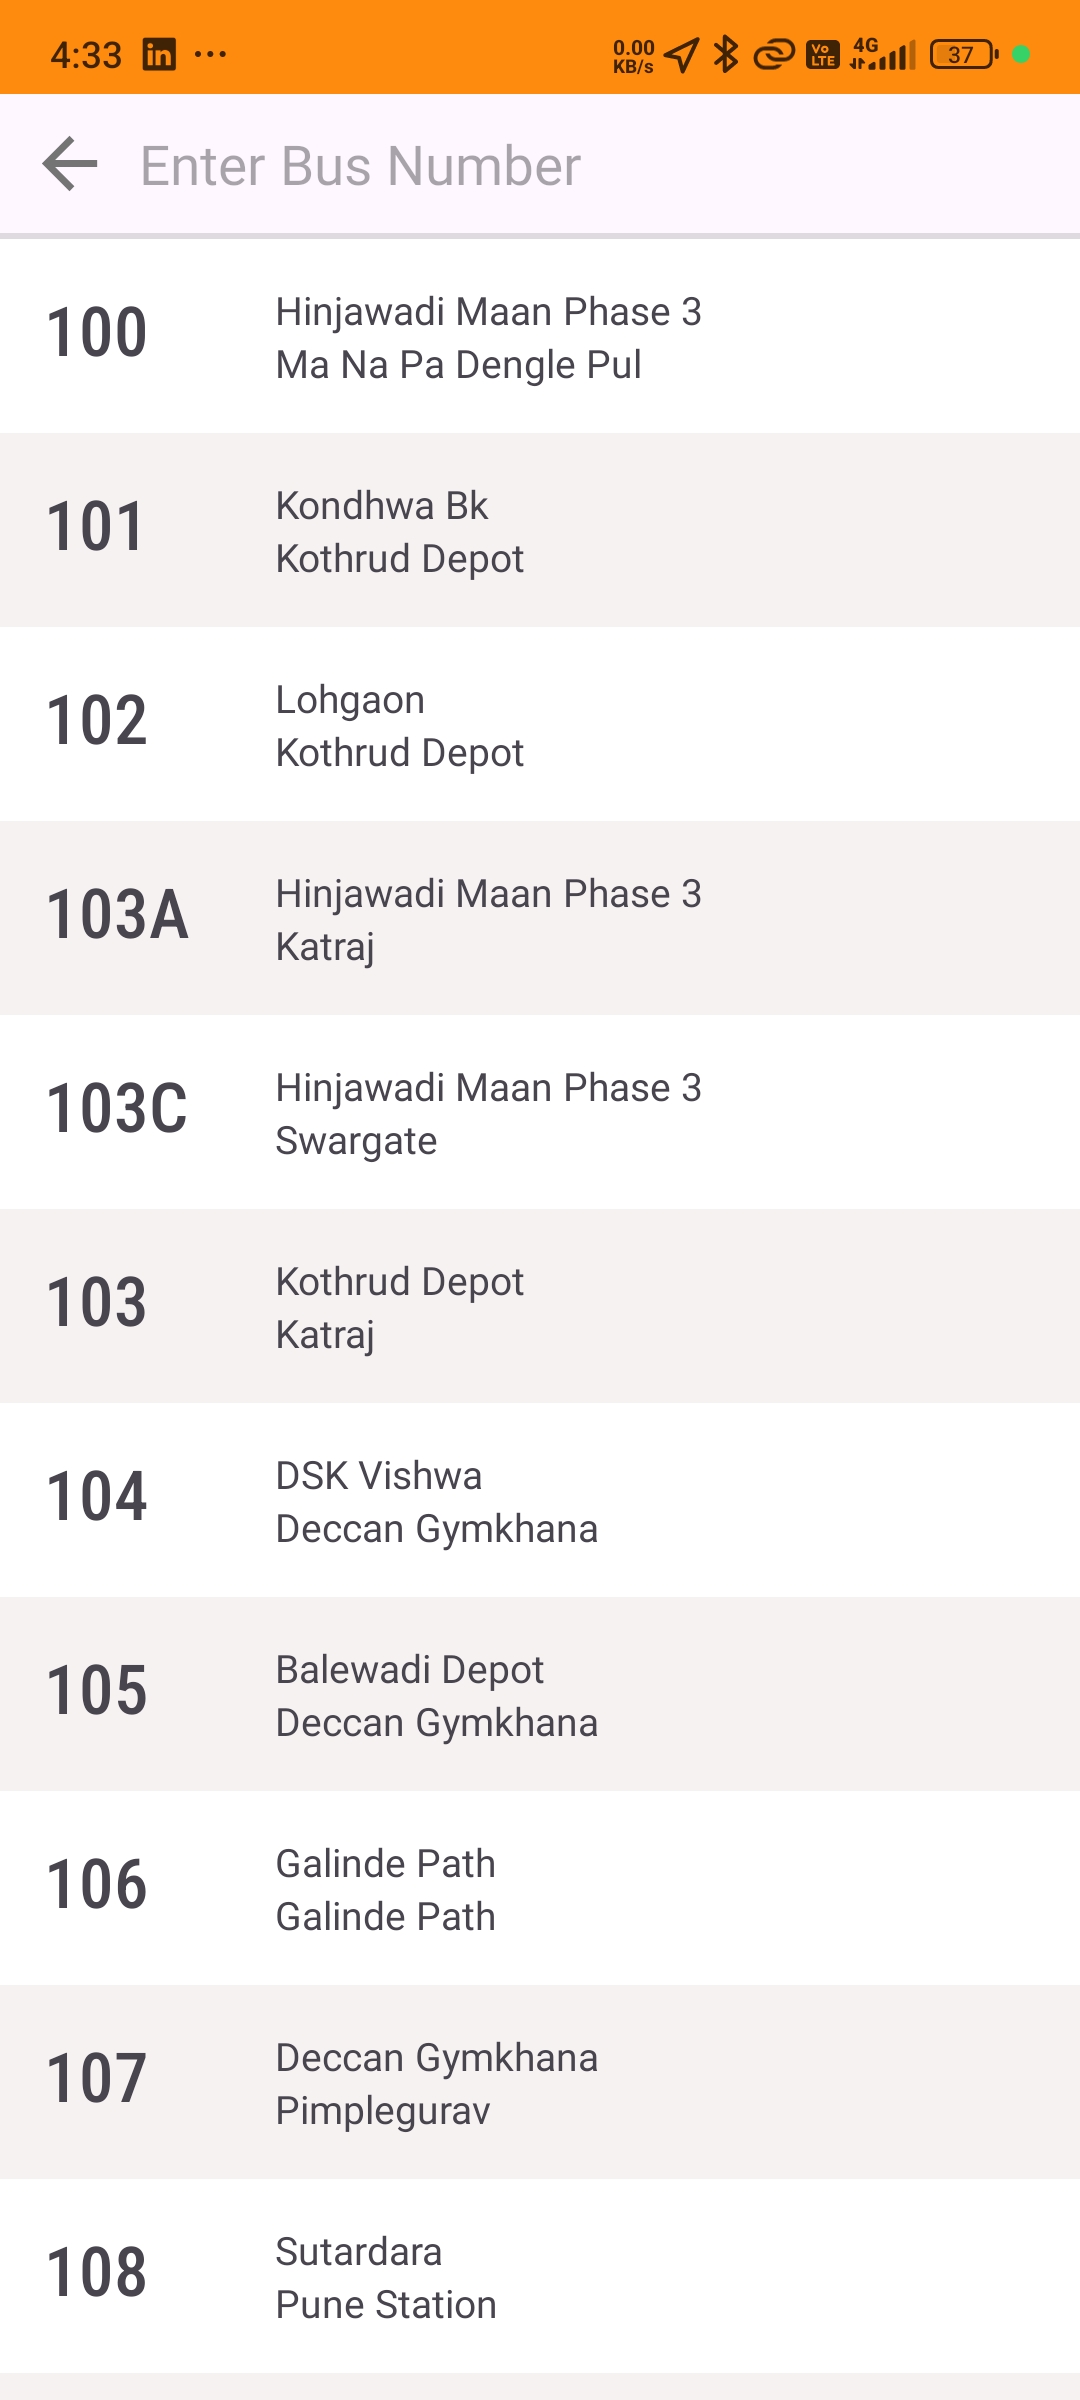 4:33 in ... 0.00 KB/s Vo LTE 4G 37
Enter Bus Number
100
Hinjawadi Maan Phase 3
Ma Na Pa Dengle Pul
101
Kondhwa Bk
Kothrud Depot
102
Lohgaon
Kothrud Depot
103A
Hinjawadi Maan Phase 3
Katraj
103C
Hinjawadi Maan Phase 3
Swargate
103
Kothrud Depot
Katraj
104
DSK Vishwa
Deccan Gymkhana
105
Balewadi Depot
Deccan Gymkhana
106
Galinde Path
Galinde Path
107
Deccan Gymkhana
Pimplegurav
108
Sutardara
Pune Station